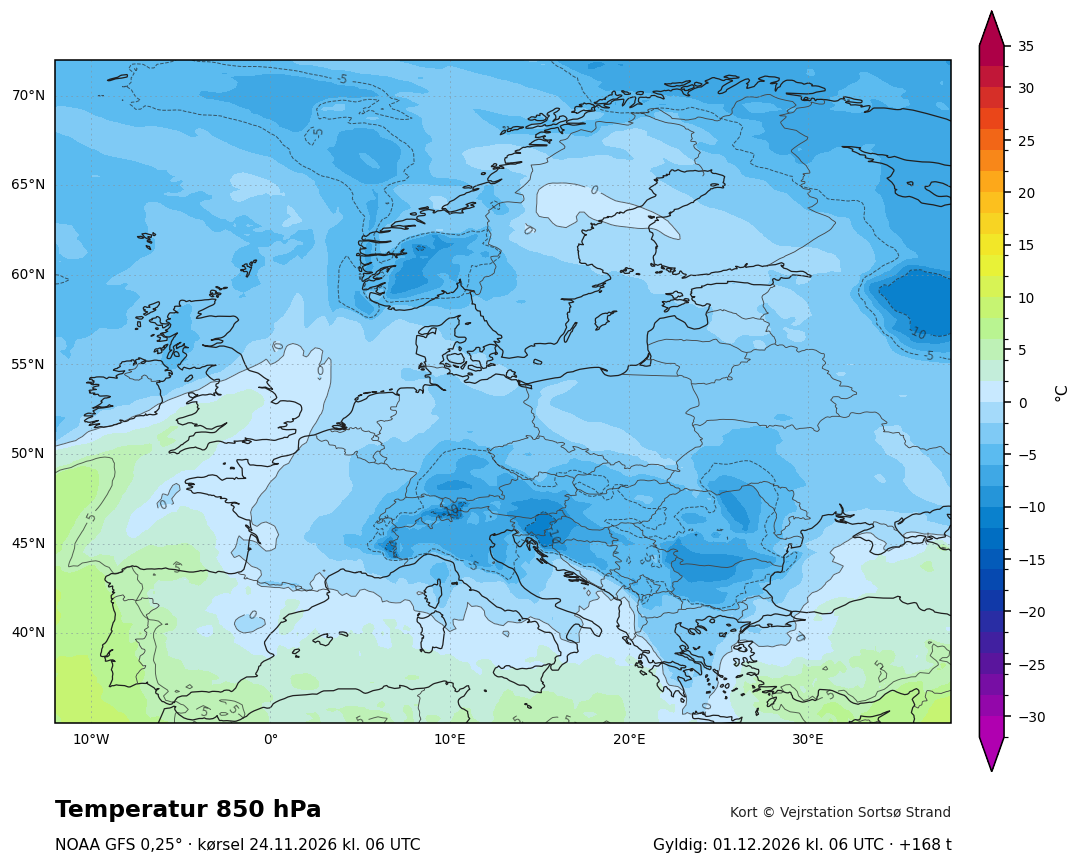 70°N
65°N
60°N
55°N
50°N
45°N
40°N
10°W 0° 10°E 20°E 30°E
35
30
25
20
15
10
5
0
−5
−10
−15
−20
−25
−30
°C
Temperatur 850 hPa
Kort © Vejrstation Sortsø Strand
NOAA GFS 0,25° · kørsel 24.11.2026 kl. 06 UTC
Gyldig: 01.12.2026 kl. 06 UTC · +168 t